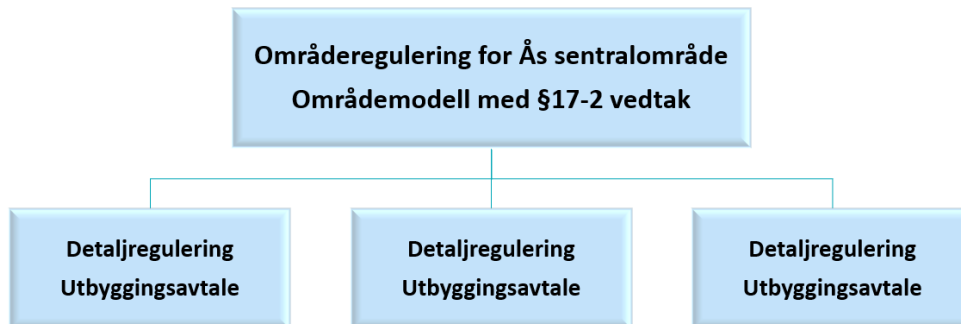 Områderegulering for Ås sentralområde
Områdemodell med §17-2 vedtak
Detaljregulering
Utbyggingsavtale
Detaljregulering
Utbyggingsavtale
Detaljregulering
Utbyggingsavtale